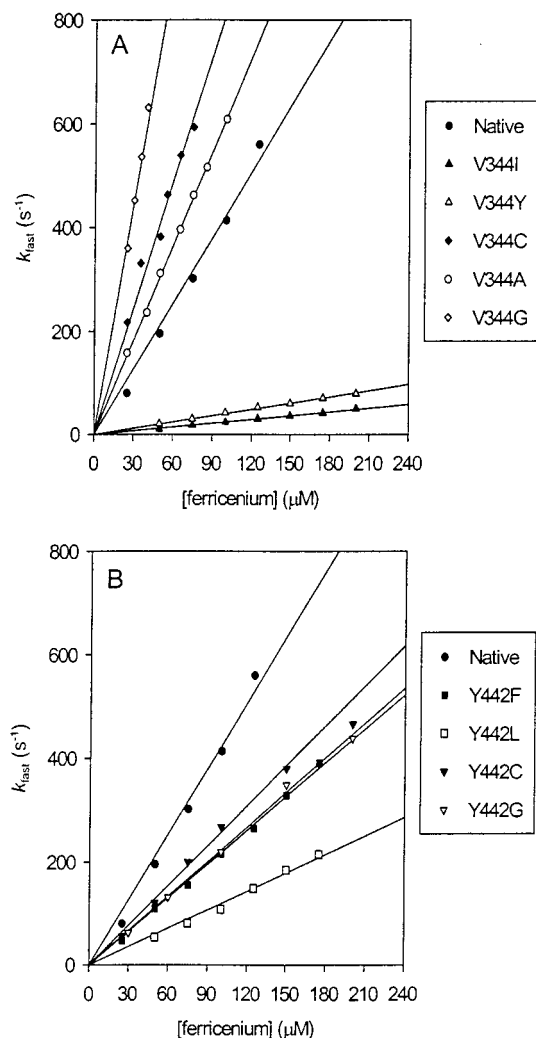 A
800
600
400
200
0
k_fast (s⁻¹)
0 30 60 90 120 150 180 210 240
[ferricenium] (μM)
Native
V344I
V344Y
V344C
V344A
V344G
B
800
600
400
200
0
k_fast (s⁻¹)
0 30 60 90 120 150 180 210 240
[ferricenium] (μM)
Native
Y442F
Y442L
Y442C
Y442G